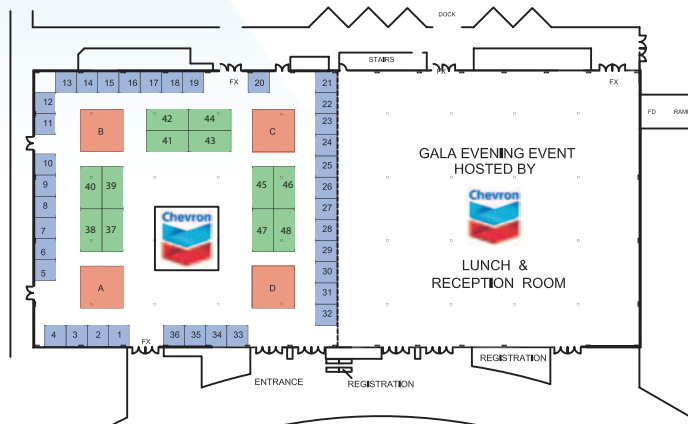 DOCK
STAIRS
FX
FX
FX
13 14 15 16 17 18 19
20
21
12
22
11
23
B
42 44
C
41 43
24
FD RAM
GALA EVENING EVENT
HOSTED BY
10
25
9
40 39
45 46
26
8
27
Chevron
Chevron
7
38 37
47 48
28
6
29
5
30
LUNCH &
RECEPTION ROOM
A
D
31
32
4 3 2 1
FX
36 35 34 33
REGISTRATION
ENTRANCE
REGISTRATION